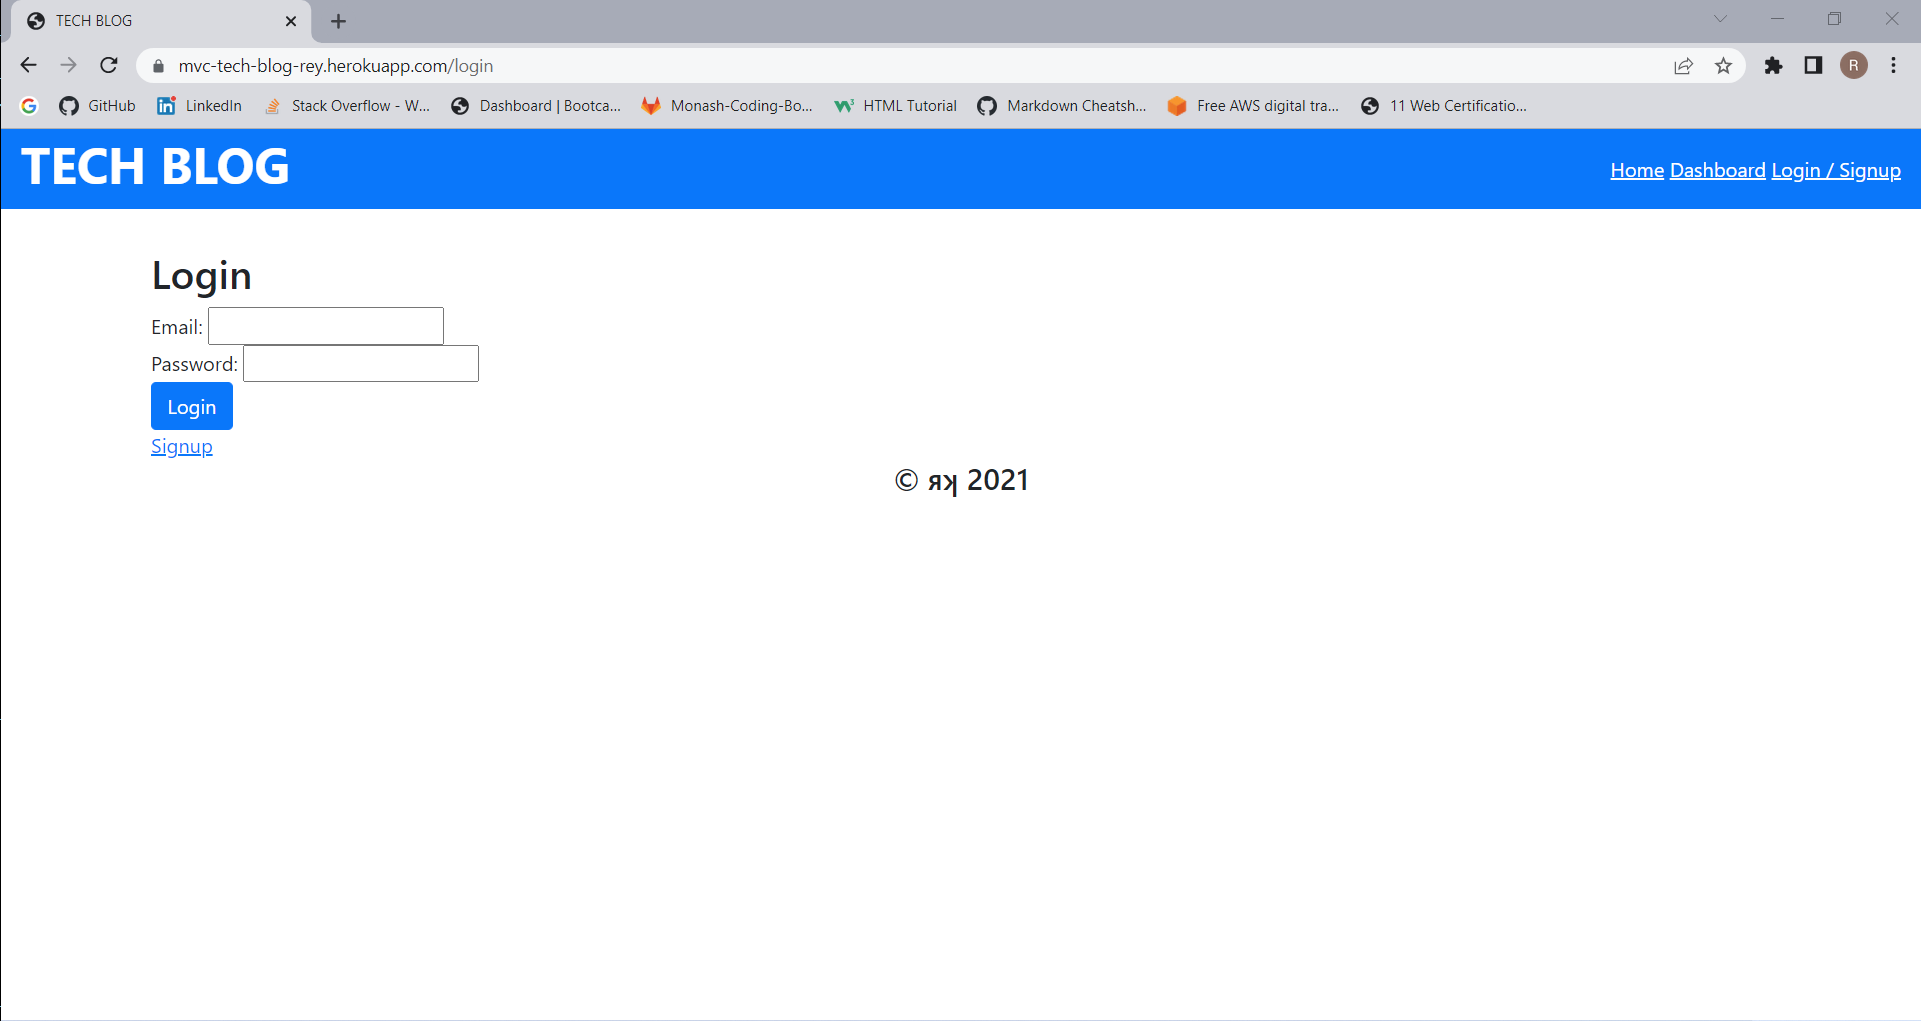 TECH BLOG
mvc-tech-blog-rey.herokuapp.com/login
R
GitHub LinkedIn Stack Overflow - W... Dashboard | Bootca... Monash-Coding-Bo... HTML Tutorial Markdown Cheatsh... Free AWS digital tra... 11 Web Certificatio...
TECH BLOG
Home Dashboard Login / Signup
Login
Email:
Password:
Login
Signup
© ʀʞ 2021